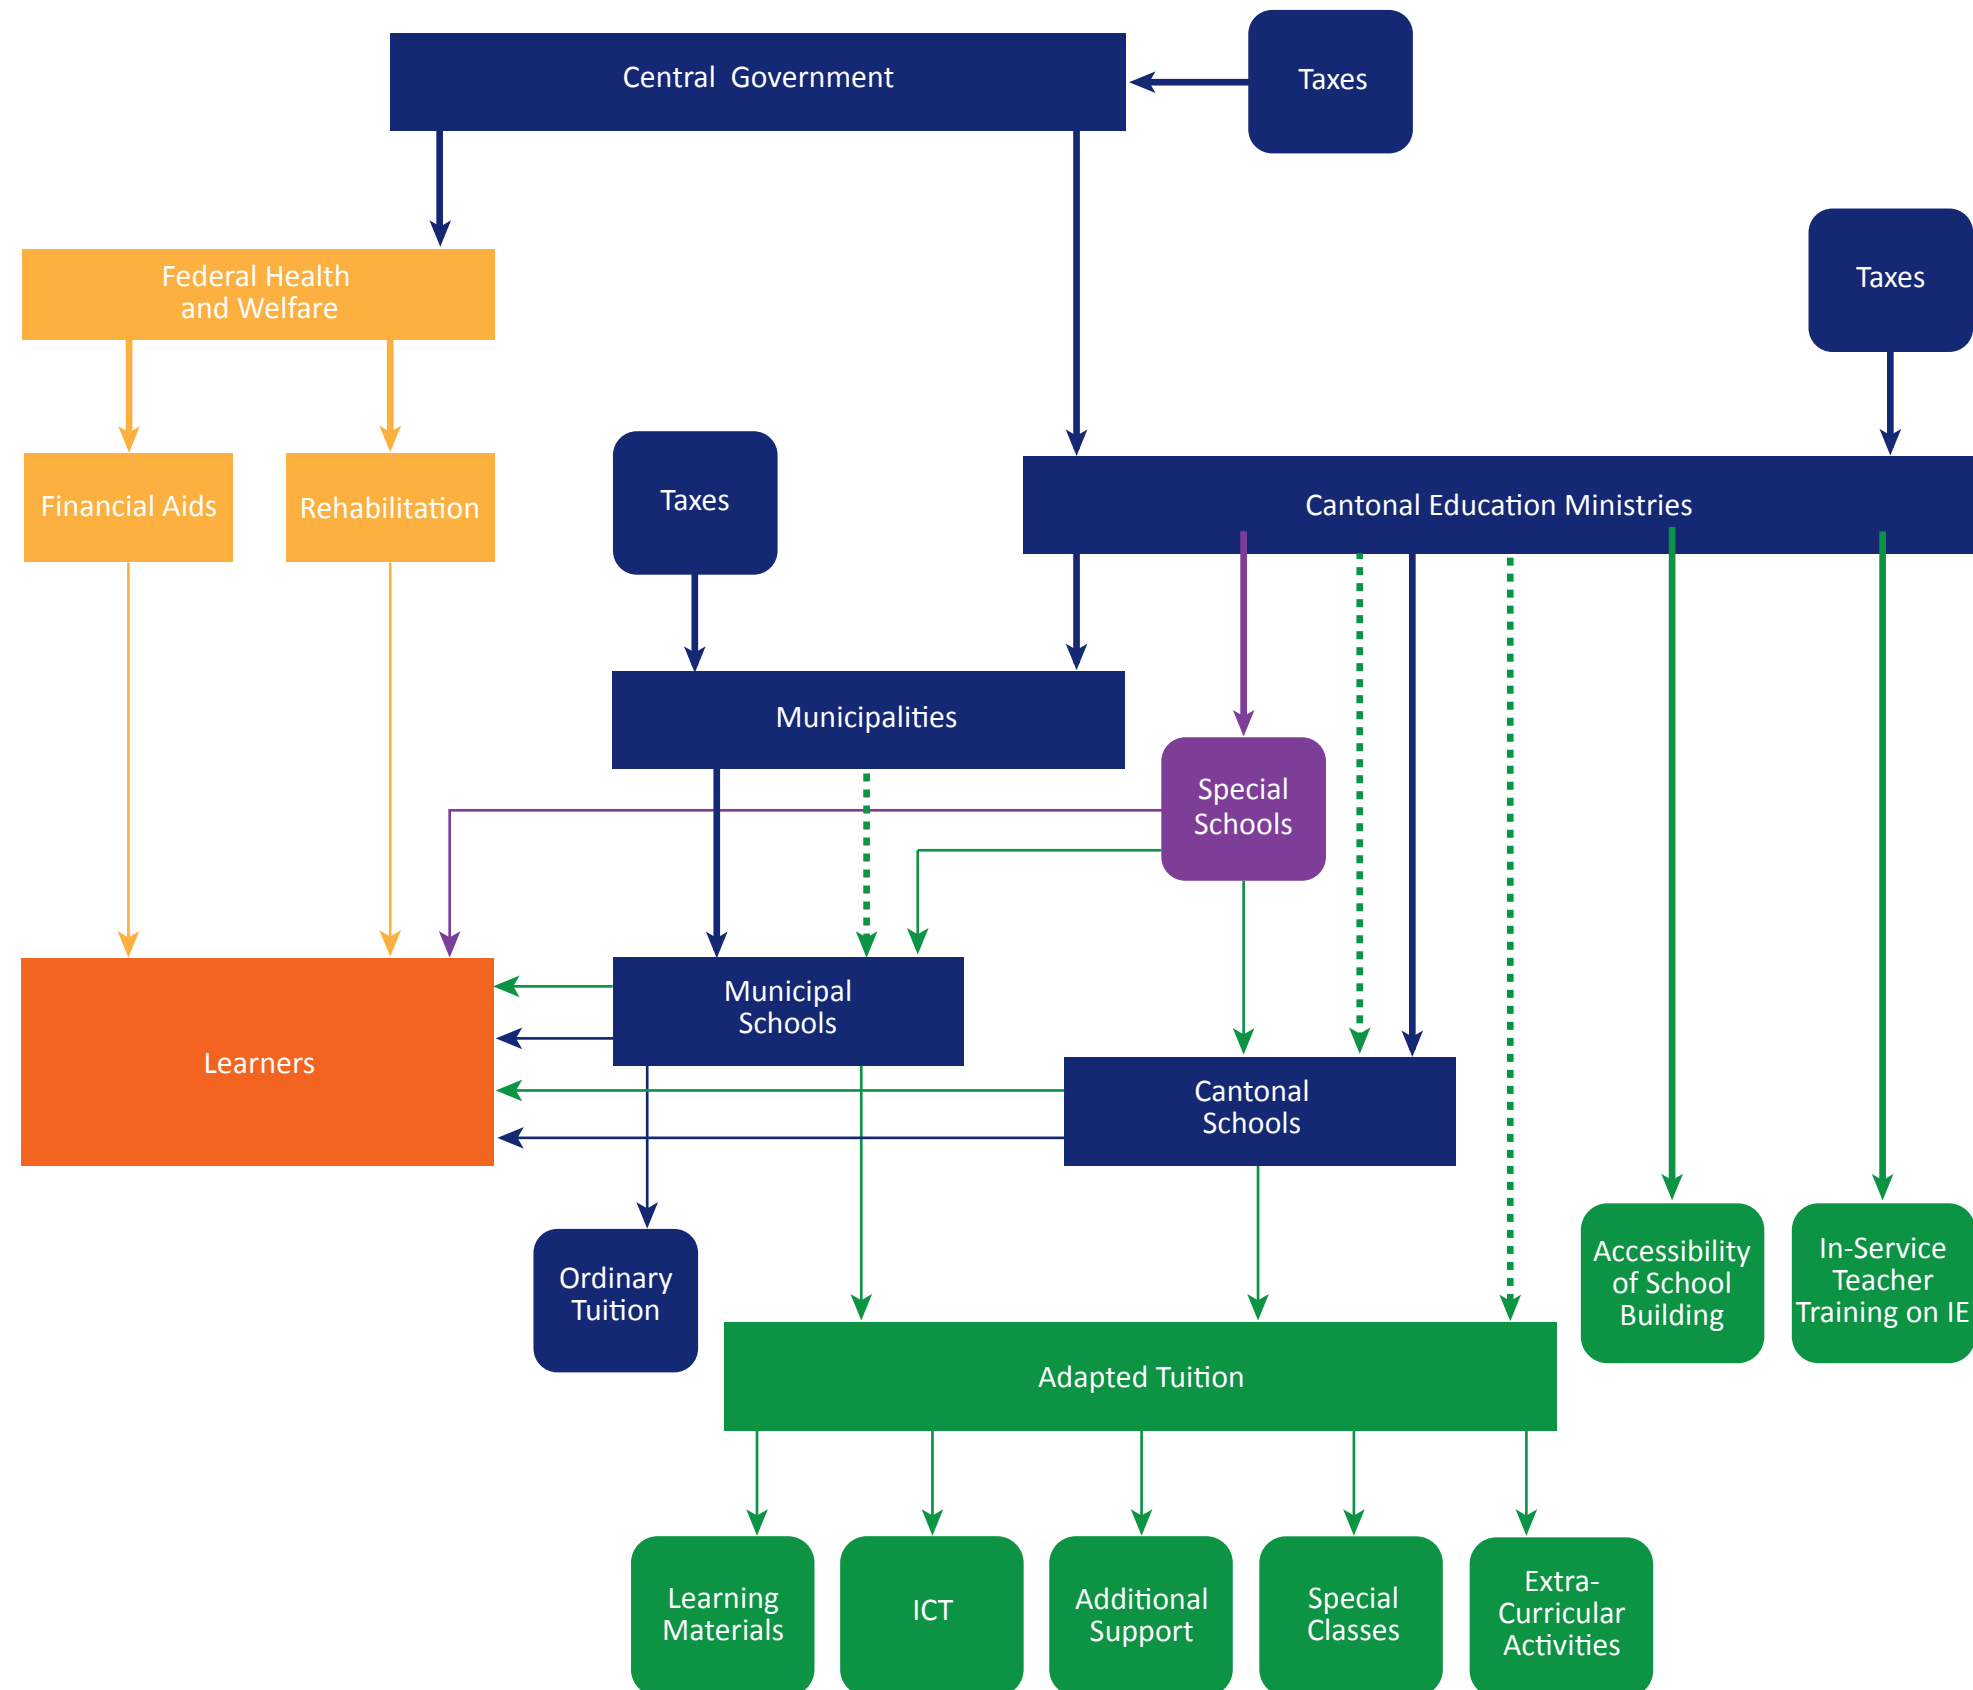 Central Government
Taxes
Federal Health
and Welfare
Taxes
Financial Aids
Rehabilitation
Taxes
Cantonal Education Ministries
Municipalities
Special
Schools
Municipal
Schools
Learners
Cantonal
Schools
Ordinary
Tuition
Accessibility
of School
Building
In-Service
Teacher
Training on IE
Adapted Tuition
Learning
Materials
ICT
Additional
Support
Special
Classes
Extra-
Curricular
Activities